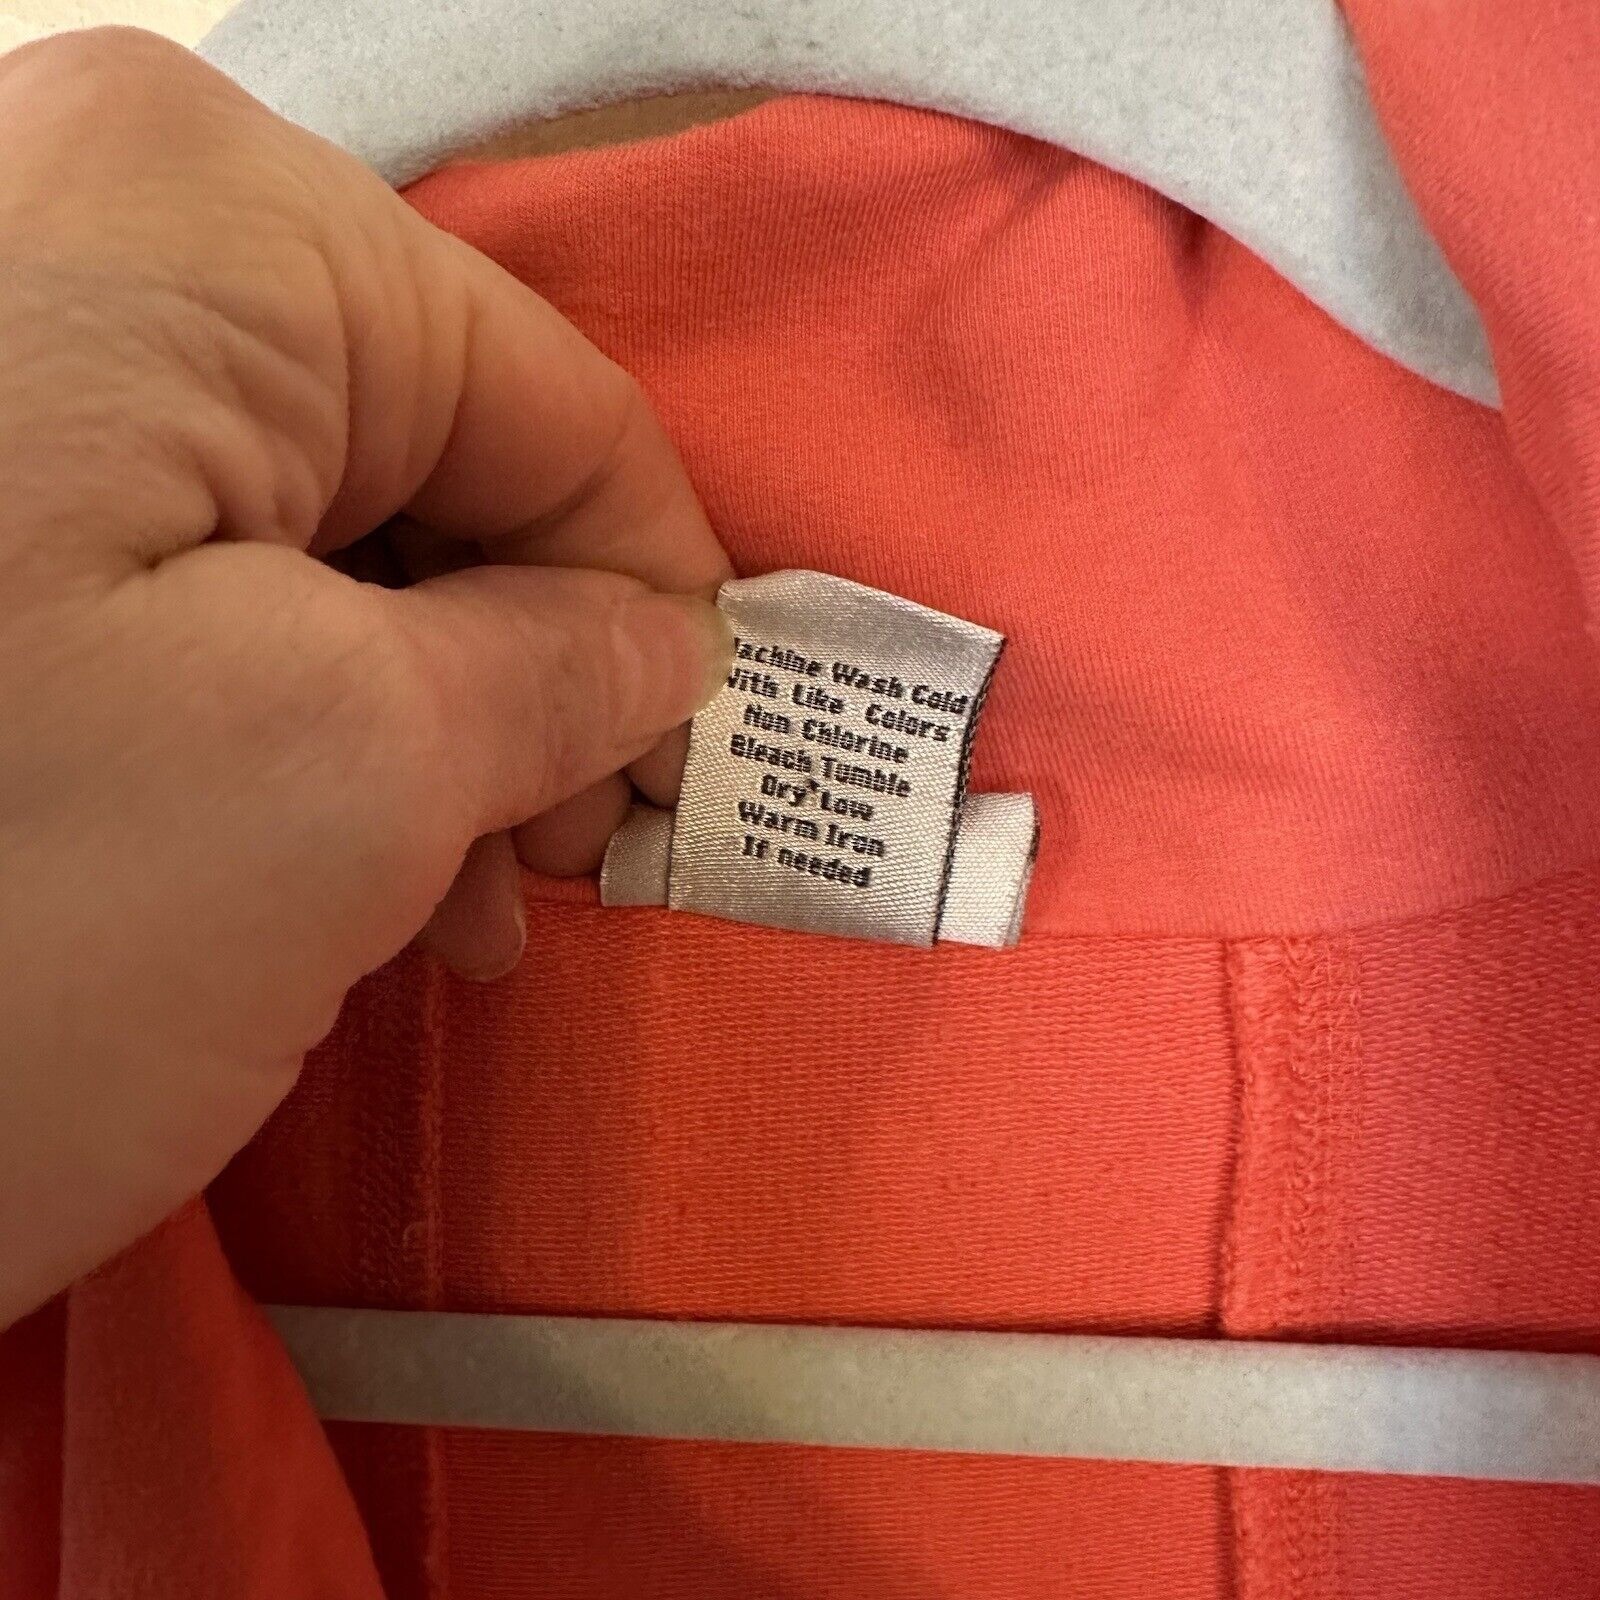 Machine Wash Cold
With Like Colors
Non Chlorine
Bleach Tumble
Dry Low
Warm Iron
If needed